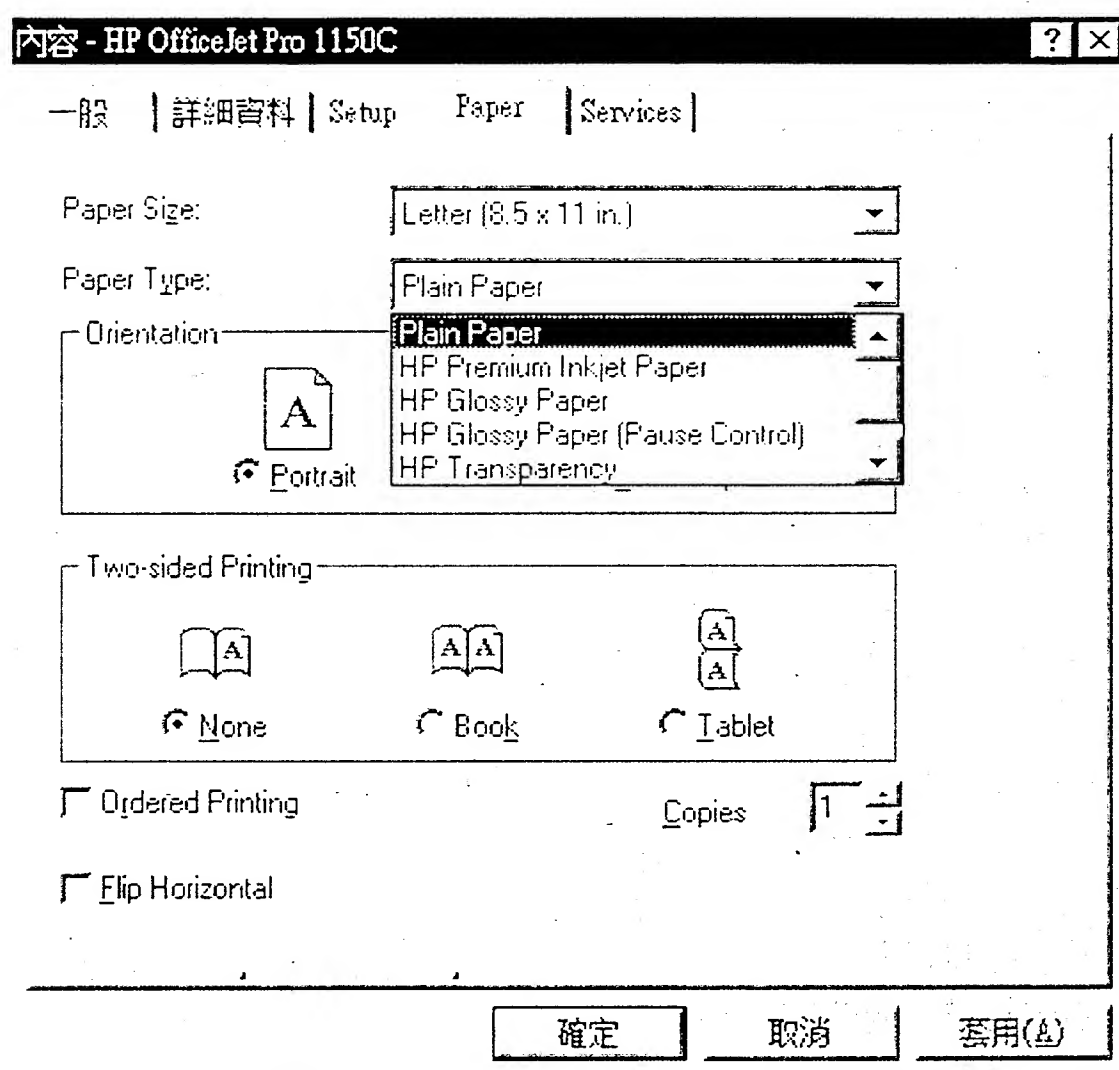 內容 - HP OfficeJet Pro 1150C ? ×
一般 詳細資料 Setup Paper Services
Paper Size: Letter (8.5 x 11 in.)
Paper Type: Plain Paper
Orientation
Plain Paper
HP Premium Inkjet Paper
HP Glossy Paper
HP Glossy Paper (Pause Control)
HP Transparency
A
Portrait
Two-sided Printing
A A A A A
None Book Tablet
Ordered Printing Copies 1
Flip Horizontal
確定 取消 套用(A)